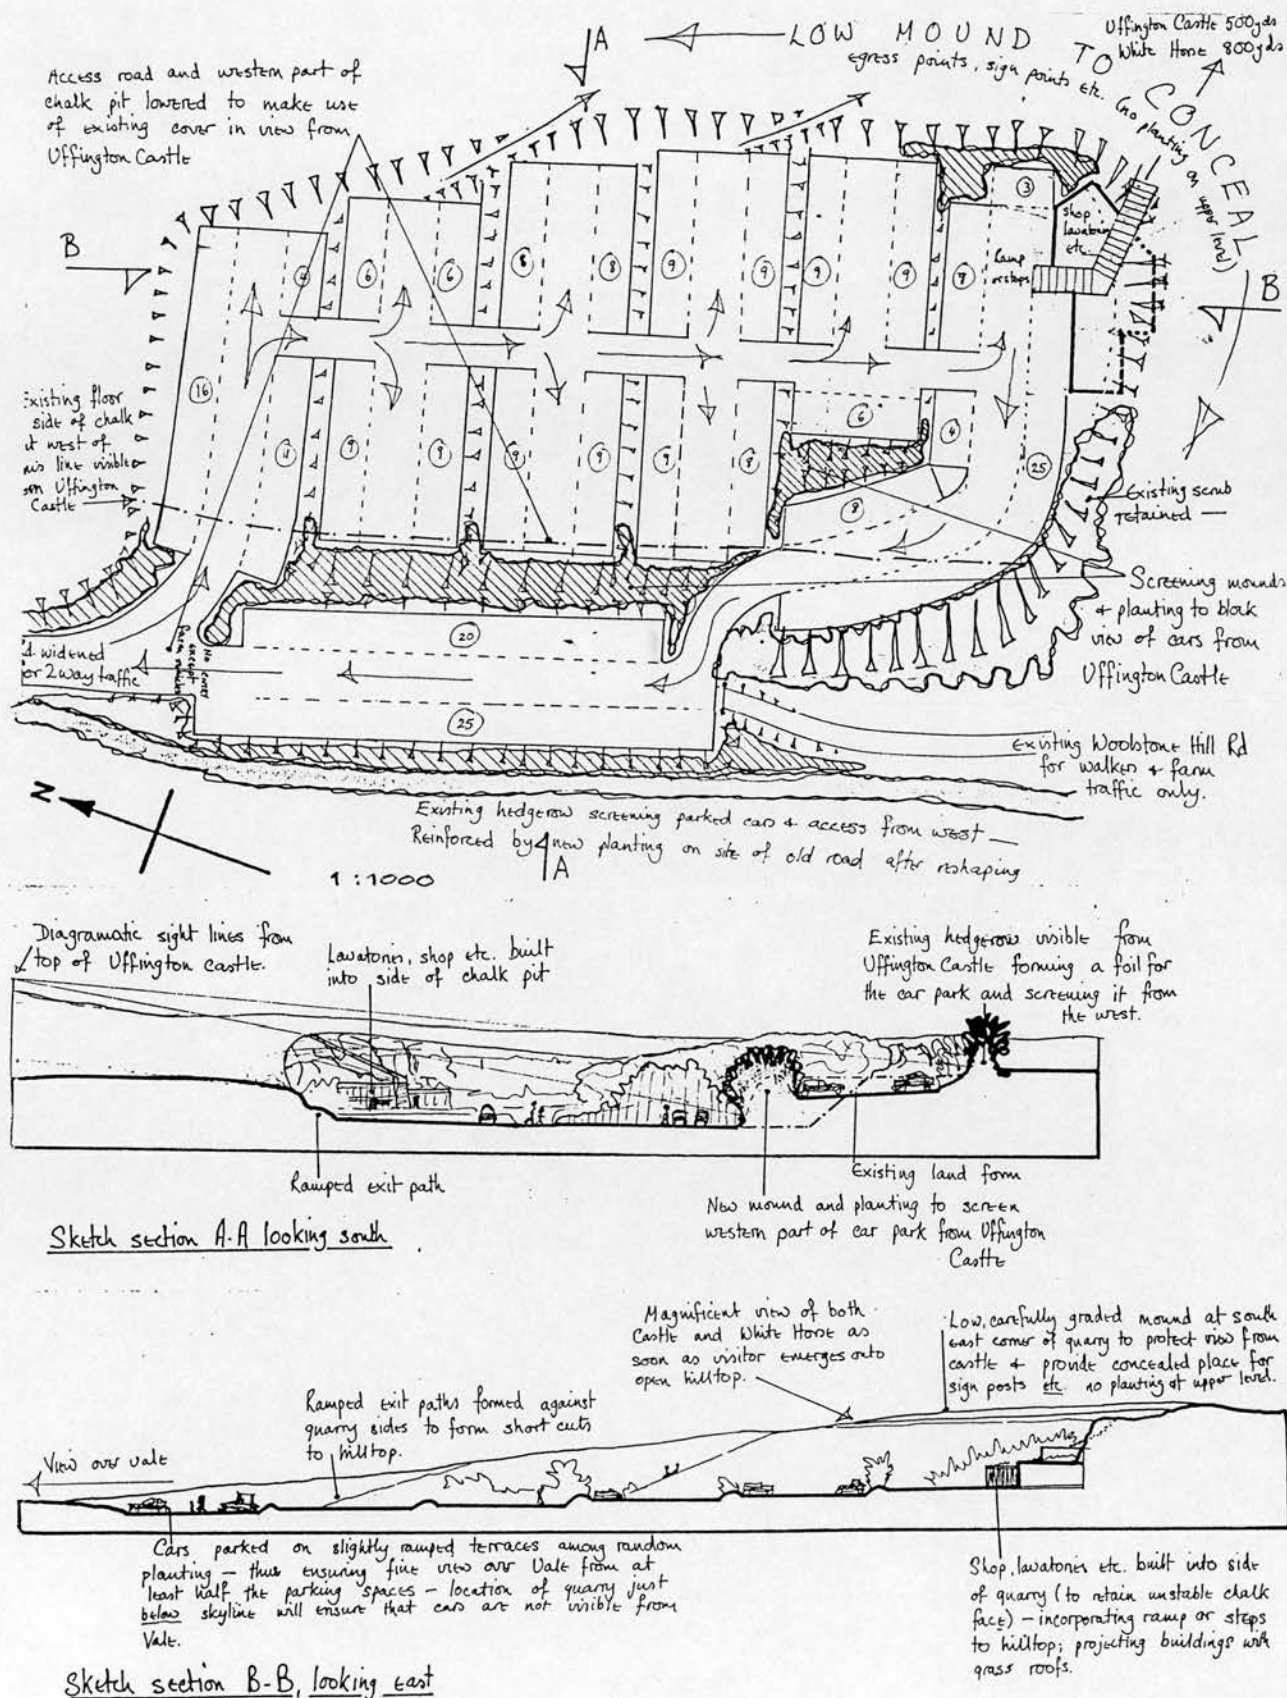 Uffington Castle 500yds
White Horse 800yds
LOW MOUND TO CONCEAL
egress points, sign points etc. (no planting on upper level)
A
Access road and western part of
chalk pit lowered to make use
of existing cover in view from
Uffington Castle
B
B
3
shop
lavatories
etc
Ramp
or steps
4
6
6
8
8
9
9
9
9
7
16
4
9
8
9
9
9
8
6
4
8
25
Existing floor
side of chalk
it west of
his line visible
om Uffington
Castle
Existing scrub
retained
Screening mounds
& planting to block
view of cars from
Uffington Castle
d widened
or 2 way traffic
No
except
farm vehicles
20
25
Existing Woolstone Hill Rd
for walkers & farm
traffic only.
N
Existing hedgerow screening parked cars & access from west
Reinforced by new planting on site of old road after reshaping
1:1000
A
Diagramatic sight lines from
top of Uffington castle.
Lavatories, shop etc. built
into side of chalk pit
Existing hedgerow visible from
Uffington Castle forming a foil for
the car park and screening it from
the west.
Ramped exit path
Existing land form
New mound and planting to screen
western part of car park from Uffington
Castle
Sketch section A-A looking south
Magnificent view of both
Castle and White Horse as
soon as visitor emerges onto
open hilltop.
Low, carefully graded mound at south
east corner of quarry to protect view from
castle & provide concealed place for
sign posts etc. no planting at upper level.
Ramped exit paths formed against
quarry sides to form short cuts
to hilltop.
View over vale
Cars parked on slightly ramped terraces among random
planting – thus ensuring fine view over Vale from at
least half the parking spaces – location of quarry just
below skyline will ensure that cars are not visible from
Vale.
Shop, lavatories etc. built into side
of quarry (to retain unstable chalk
face) – incorporating ramp or steps
to hilltop; projecting buildings with
grass roofs.
Sketch section B-B, looking east